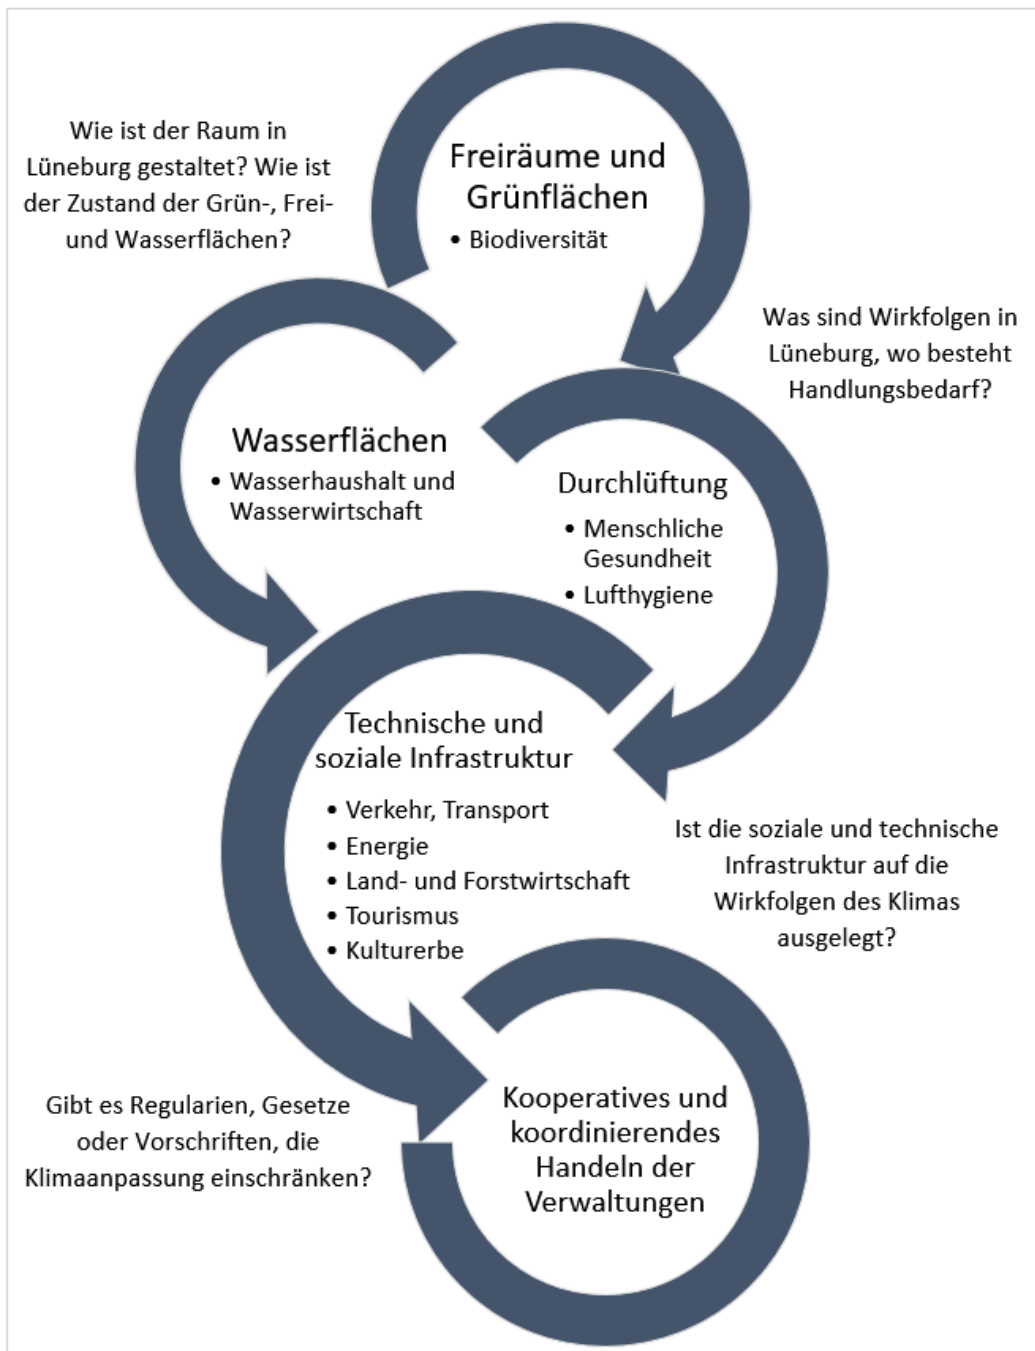 Wie ist der Raum in
Lüneburg gestaltet? Wie ist
der Zustand der Grün-, Frei-
und Wasserflächen?
Freiräume und
Grünflächen
• Biodiversität
Was sind Wirkfolgen in
Lüneburg, wo besteht
Handlungsbedarf?
Wasserflächen
• Wasserhaushalt und
Wasserwirtschaft
Durchlüftung
• Menschliche
Gesundheit
• Lufthygiene
Technische und
soziale Infrastruktur
• Verkehr, Transport
• Energie
• Land- und Forstwirtschaft
• Tourismus
• Kulturerbe
Ist die soziale und technische
Infrastruktur auf die
Wirkfolgen des Klimas
ausgelegt?
Gibt es Regularien, Gesetze
oder Vorschriften, die
Klimaanpassung einschränken?
Kooperatives und
koordinierendes
Handeln der
Verwaltungen